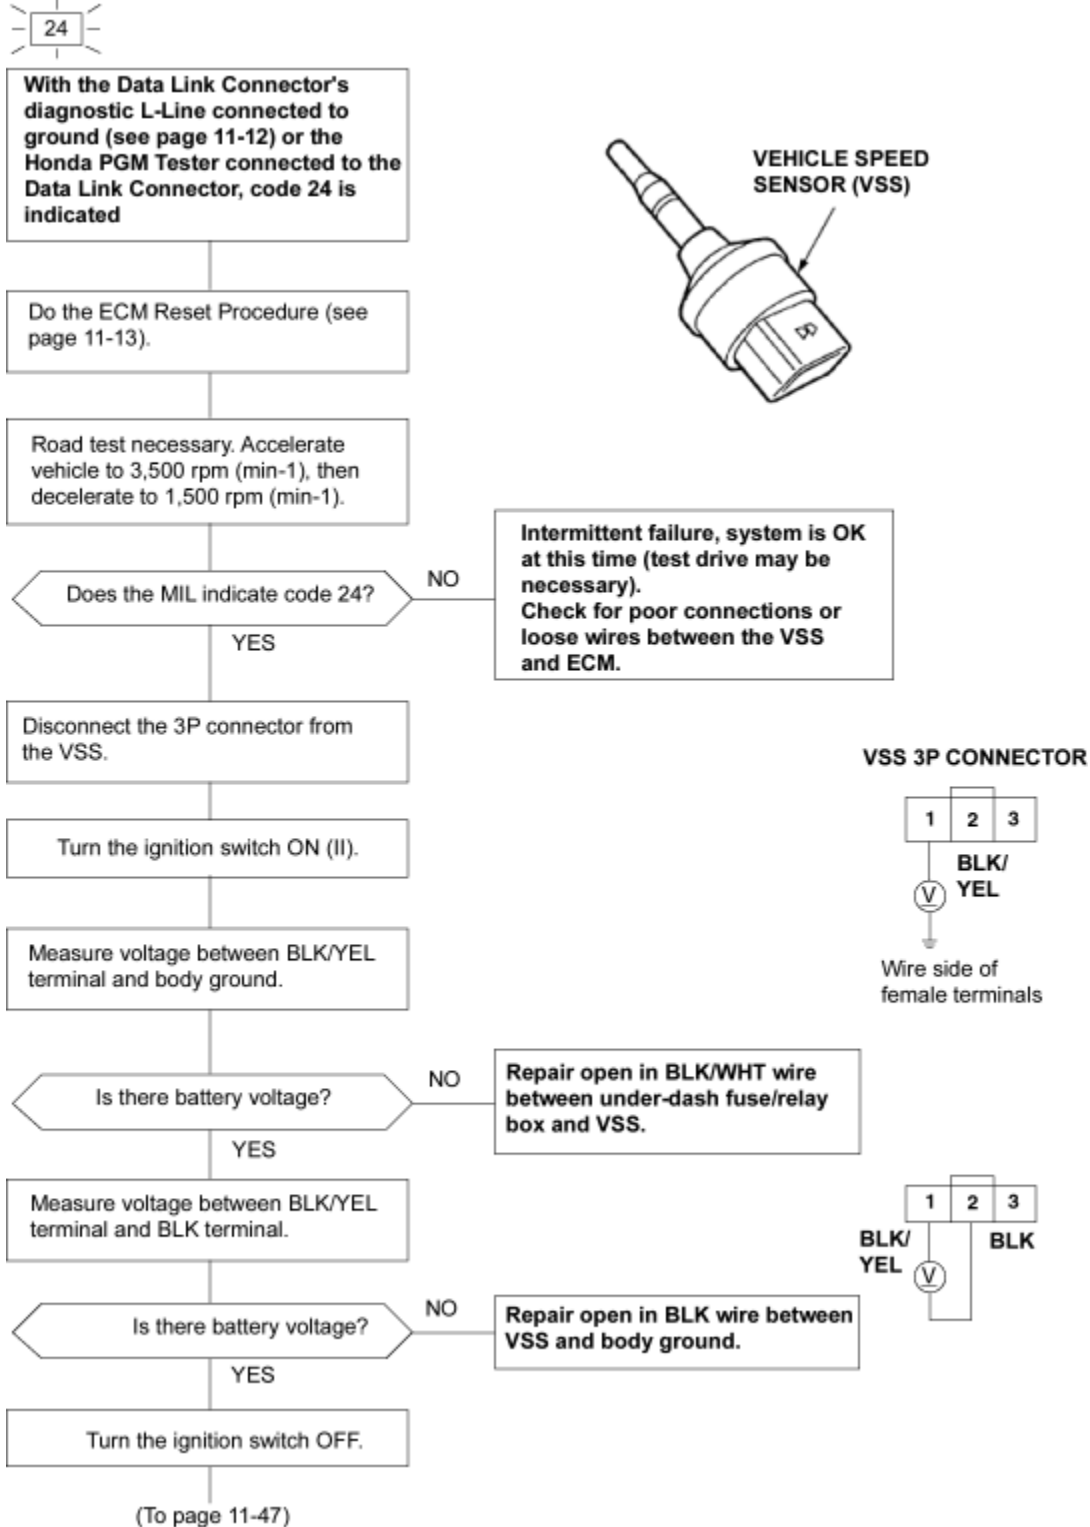 24
With the Data Link Connector's
diagnostic L-Line connected to
ground (see page 11-12) or the
Honda PGM Tester connected to the
Data Link Connector, code 24 is
indicated
VEHICLE SPEED
SENSOR (VSS)
Do the ECM Reset Procedure (see
page 11-13).
Road test necessary. Accelerate
vehicle to 3,500 rpm (min-1), then
decelerate to 1,500 rpm (min-1).
Does the MIL indicate code 24?
NO
Intermittent failure, system is OK
at this time (test drive may be
necessary).
Check for poor connections or
loose wires between the VSS
and ECM.
YES
Disconnect the 3P connector from
the VSS.
VSS 3P CONNECTOR
1 2 3
BLK/
YEL
V
Wire side of
female terminals
Turn the ignition switch ON (II).
Measure voltage between BLK/YEL
terminal and body ground.
Is there battery voltage?
NO
Repair open in BLK/WHT wire
between under-dash fuse/relay
box and VSS.
YES
Measure voltage between BLK/YEL
terminal and BLK terminal.
1 2 3
BLK/
YEL
BLK
V
Is there battery voltage?
NO
Repair open in BLK wire between
VSS and body ground.
YES
Turn the ignition switch OFF.
(To page 11-47)